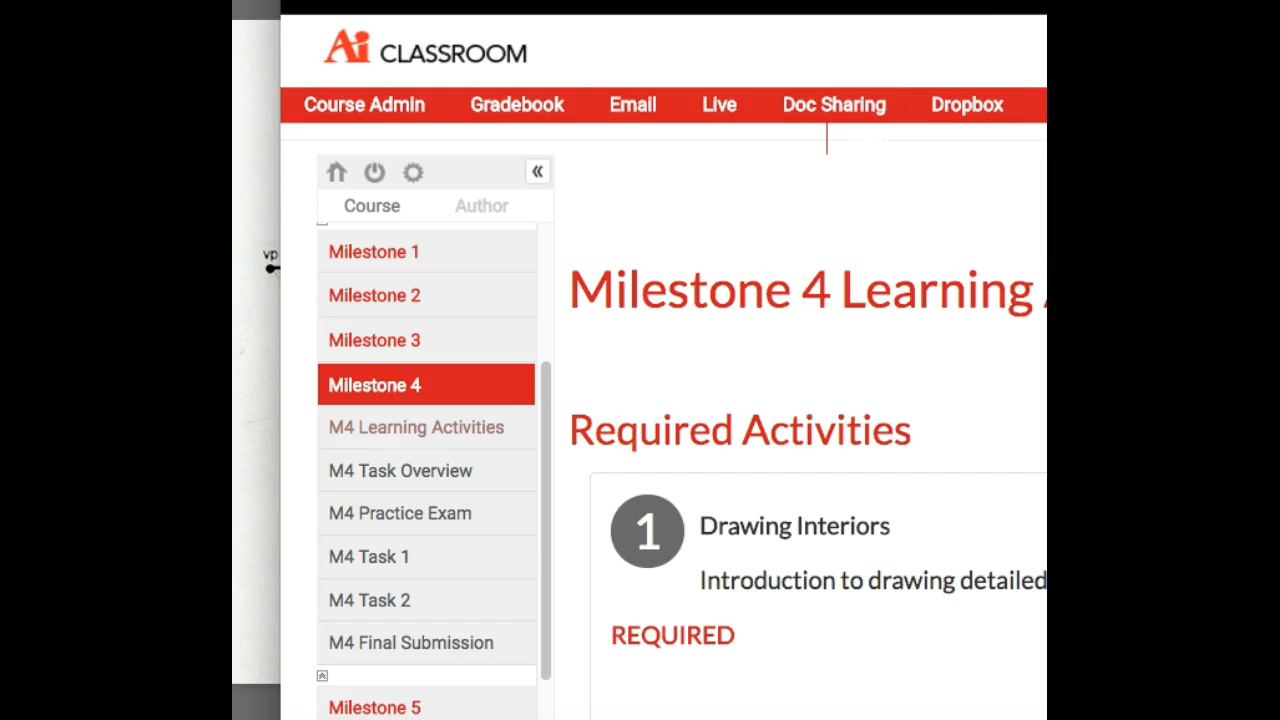 Ai CLASSROOM
Course Admin Gradebook Email Live Doc Sharing Dropbox
Course Author
vp
Milestone 1
Milestone 2
Milestone 3
Milestone 4
M4 Learning Activities
M4 Task Overview
M4 Practice Exam
M4 Task 1
M4 Task 2
M4 Final Submission
Milestone 5
Milestone 4 Learning
Required Activities
1
Drawing Interiors
Introduction to drawing detailed
REQUIRED